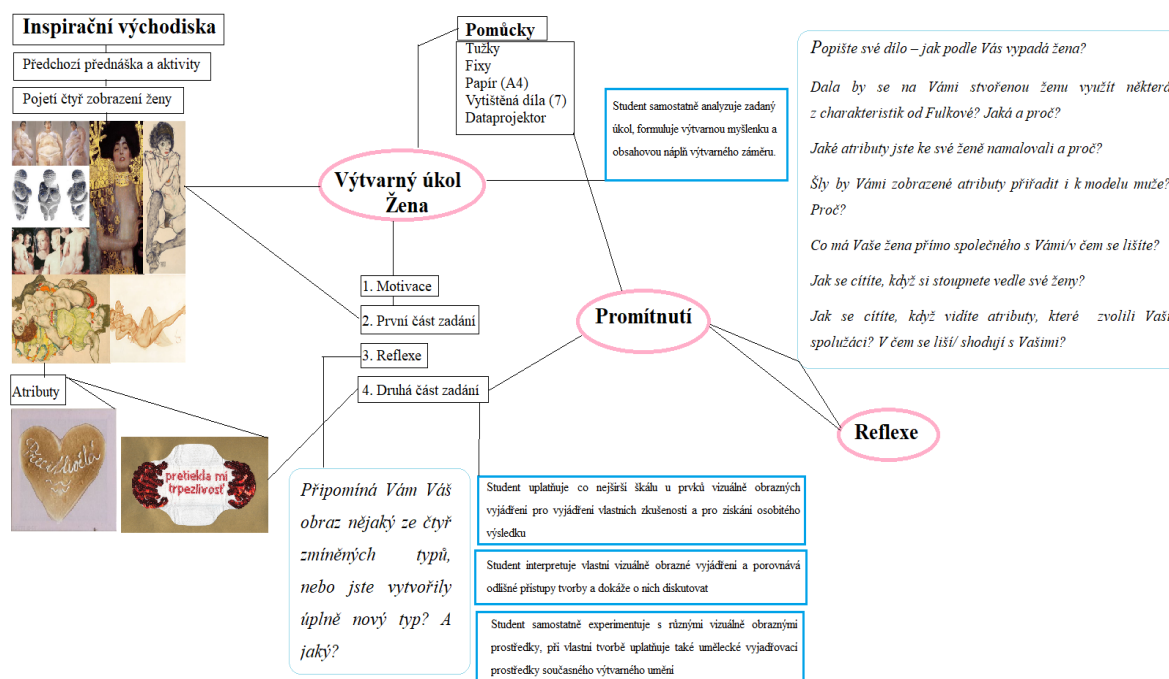 Inspirační východiska
Předchozí přednáška a aktivity
Pojetí čtyř zobrazení ženy
Atributy
přetiekla mi
trpezlivosť
Pomůcky
Tužky
Fixy
Papír (A4)
Vytištěná díla (7)
Dataprojektor
Výtvarný úkol
Žena
Student samostatně analyzuje zadaný
úkol, formuluje výtvarnou myšlenku a
obsahovou náplň výtvarného záměru.
1. Motivace
2. První část zadání
3. Reflexe
4. Druhá část zadání
Promítnutí
Připomíná Vám Váš
obraz nějaký ze čtyř
zmíněných typů,
nebo jste vytvořily
úplně nový typ? A
jaký?
Student uplatňuje co nejširší škálu u prvků vizuálně obrazných
vyjádření pro vyjádření vlastních zkušenosti a pro získáni osobitého
výsledku
Student interpretuje vlastni vizuálně obrazné vyjádření a porovnává
odlišné přístupy tvorby a dokáže o nich diskutovat
Student samostatně experimentuje s různými vizuálně obraznými
prostředky, při vlastni tvorbě uplatňuje také umělecké vyjadřovací
prostředky současného výtvarného umění
Popište své dílo – jak podle Vás vypadá žena?
Dala by se na Vámi stvořenou ženu využít některá
z charakteristik od Fulkové? Jaká a proč?
Jaké atributy jste ke své ženě namalovali a proč?
Šly by Vámi zobrazené atributy přiřadit i k modelu muže?
Proč?
Co má Vaše žena přímo společného s Vámi/v čem se lišíte?
Jak se cítíte, když si stoupnete vedle své ženy?
Jak se cítíte, když vidíte atributy, které zvolili Vaši
spolužáci? V čem se liší/ shodují s Vašimi?
Reflexe